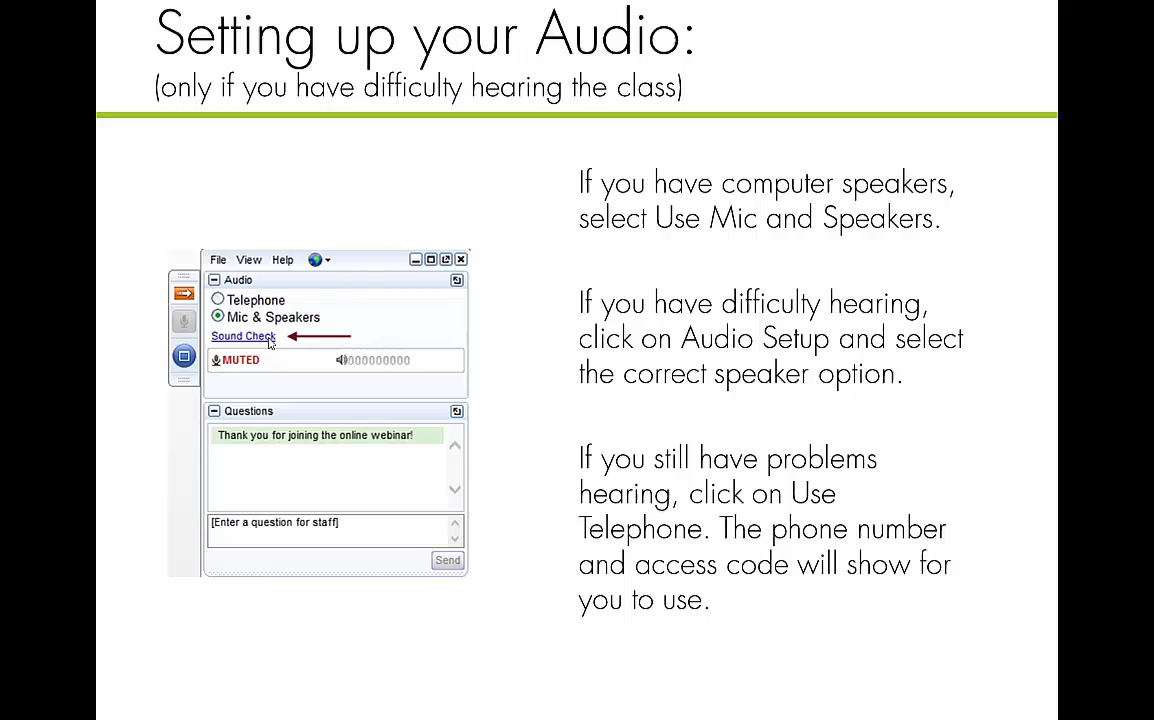 Setting up your Audio:
(only if you have difficulty hearing the class)
File View Help
Audio
Telephone
Mic & Speakers
Sound Check
MUTED
000000000
Questions
Thank you for joining the online webinar!
[Enter a question for staff]
Send
If you have computer speakers,
select Use Mic and Speakers.
If you have difficulty hearing,
click on Audio Setup and select
the correct speaker option.
If you still have problems
hearing, click on Use
Telephone. The phone number
and access code will show for
you to use.